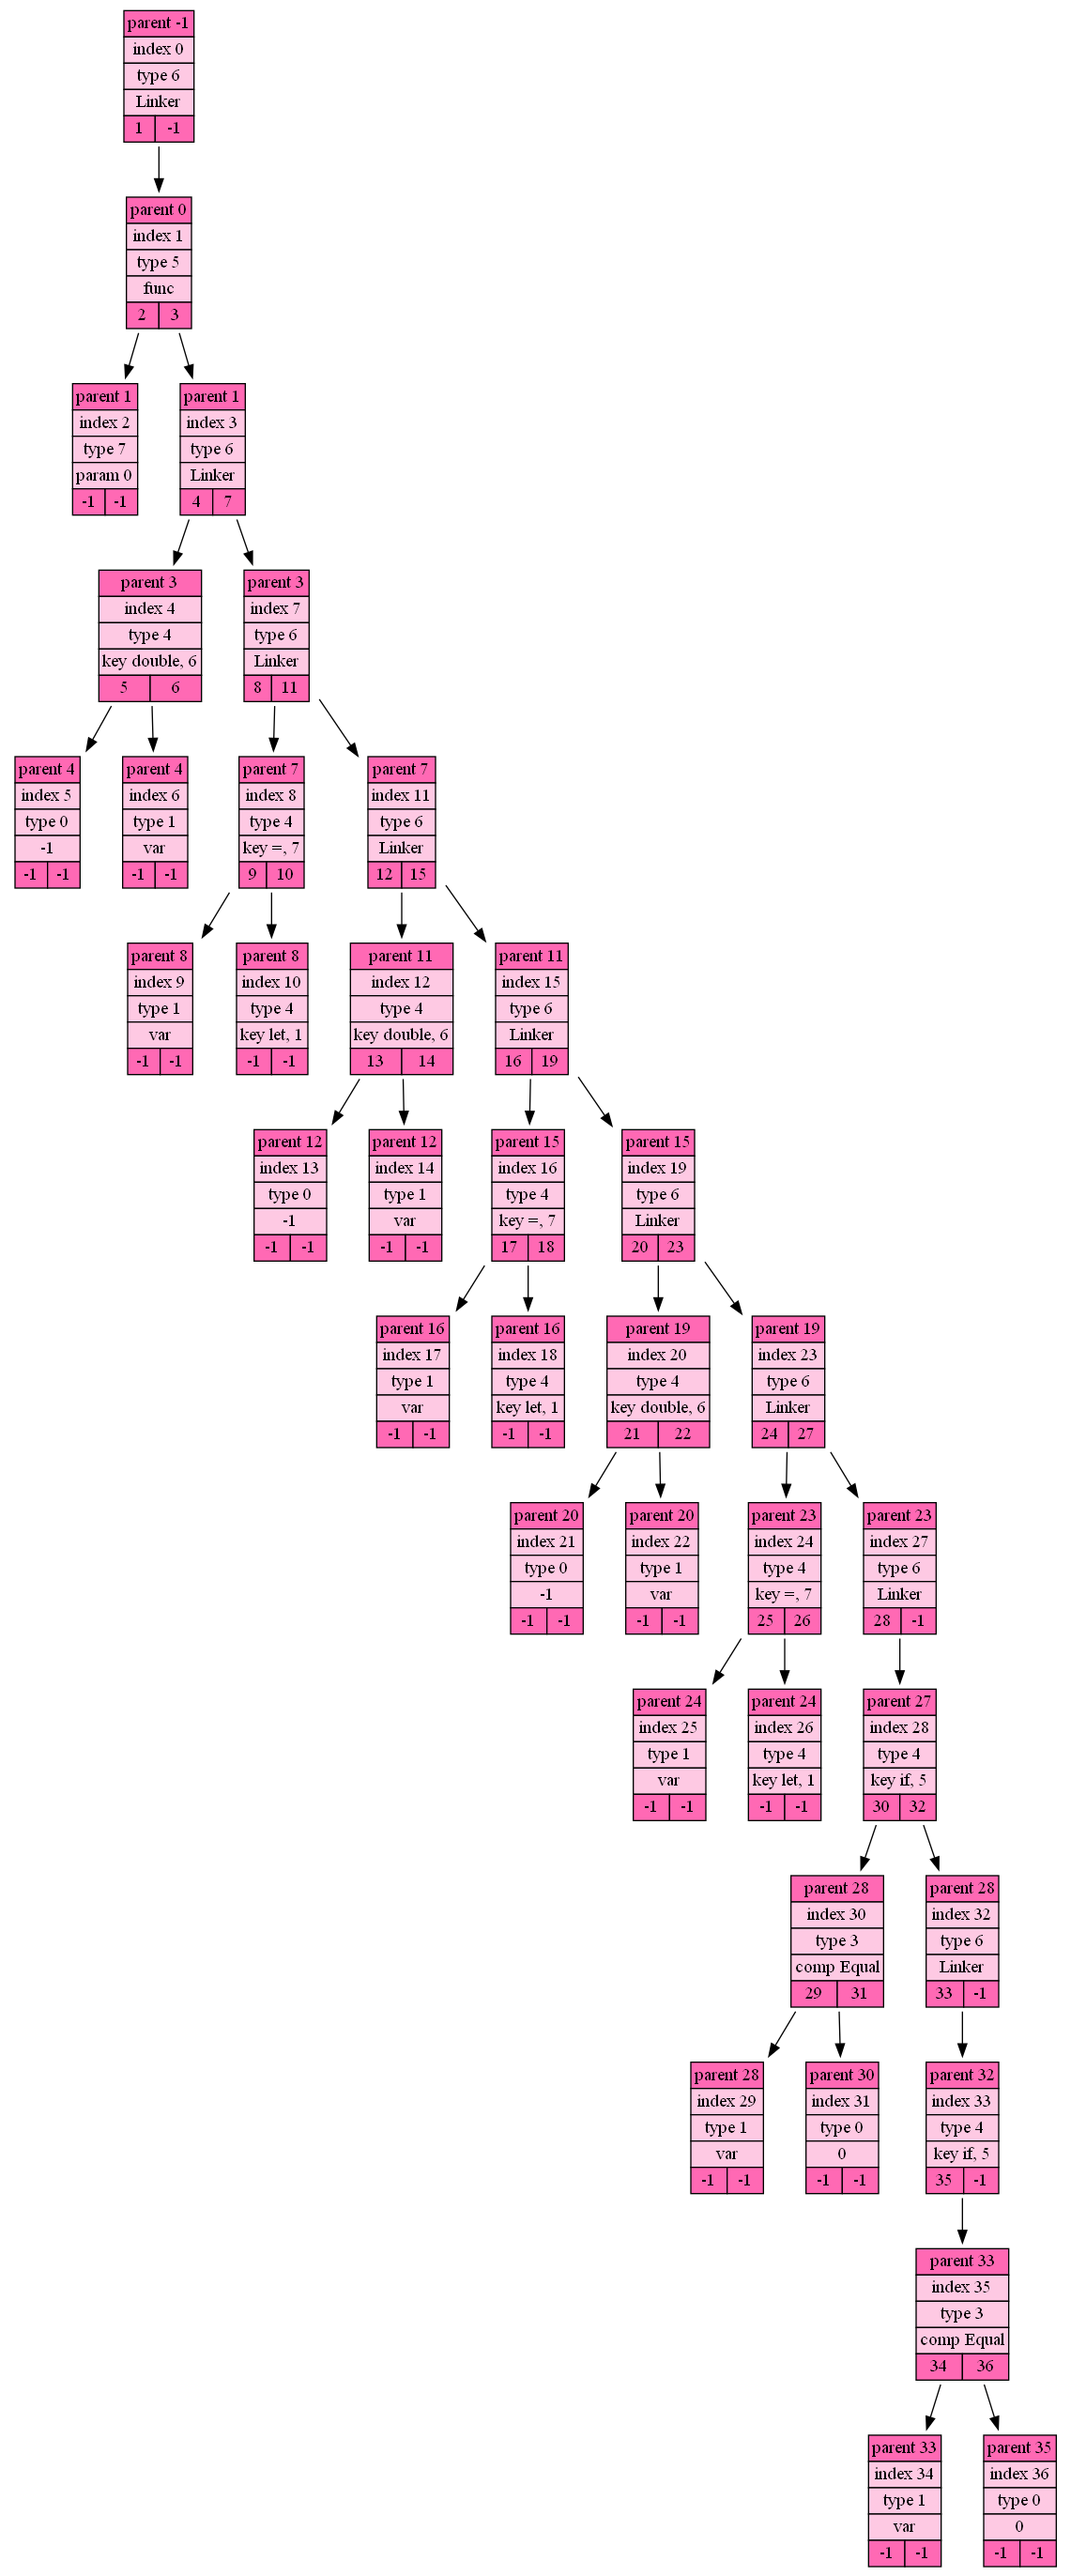 parent -1
index 0
type 6
Linker
1 -1
parent 0
index 1
type 5
func
2 3
parent 1
index 2
type 7
param 0
-1 -1
parent 1
index 3
type 6
Linker
4 7
parent 3
index 4
type 4
key double, 6
5 6
parent 3
index 7
type 6
Linker
8 11
parent 4
index 5
type 0
-1
-1 -1
parent 4
index 6
type 1
var
-1 -1
parent 7
index 8
type 4
key =, 7
9 10
parent 7
index 11
type 6
Linker
12 15
parent 8
index 9
type 1
var
-1 -1
parent 8
index 10
type 4
key let, 1
-1 -1
parent 11
index 12
type 4
key double, 6
13 14
parent 11
index 15
type 6
Linker
16 19
parent 12
index 13
type 0
-1
-1 -1
parent 12
index 14
type 1
var
-1 -1
parent 15
index 16
type 4
key =, 7
17 18
parent 15
index 19
type 6
Linker
20 23
parent 16
index 17
type 1
var
-1 -1
parent 16
index 18
type 4
key let, 1
-1 -1
parent 19
index 20
type 4
key double, 6
21 22
parent 19
index 23
type 6
Linker
24 27
parent 20
index 21
type 0
-1
-1 -1
parent 20
index 22
type 1
var
-1 -1
parent 23
index 24
type 4
key =, 7
25 26
parent 23
index 27
type 6
Linker
28 -1
parent 24
index 25
type 1
var
-1 -1
parent 24
index 26
type 4
key let, 1
-1 -1
parent 27
index 28
type 4
key if, 5
30 32
parent 28
index 30
type 3
comp Equal
29 31
parent 28
index 32
type 6
Linker
33 -1
parent 28
index 29
type 1
var
-1 -1
parent 30
index 31
type 0
0
-1 -1
parent 32
index 33
type 4
key if, 5
35 -1
parent 33
index 35
type 3
comp Equal
34 36
parent 33
index 34
type 1
var
-1 -1
parent 35
index 36
type 0
0
-1 -1